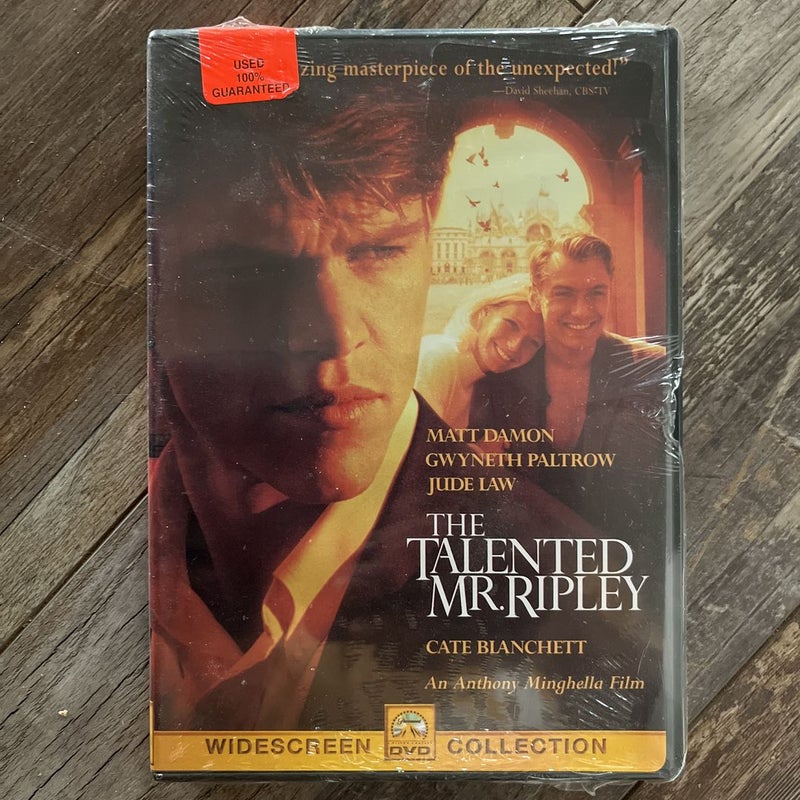 USED
100%
GUARANTEED
zing masterpiece of the unexpected!”
—David Sheehan, CBS-TV
MATT DAMON
GWYNETH PALTROW
JUDE LAW
THE
TALENTED
MR. RIPLEY
CATE BLANCHETT
An Anthony Minghella Film
WIDESCREEN DVD COLLECTION